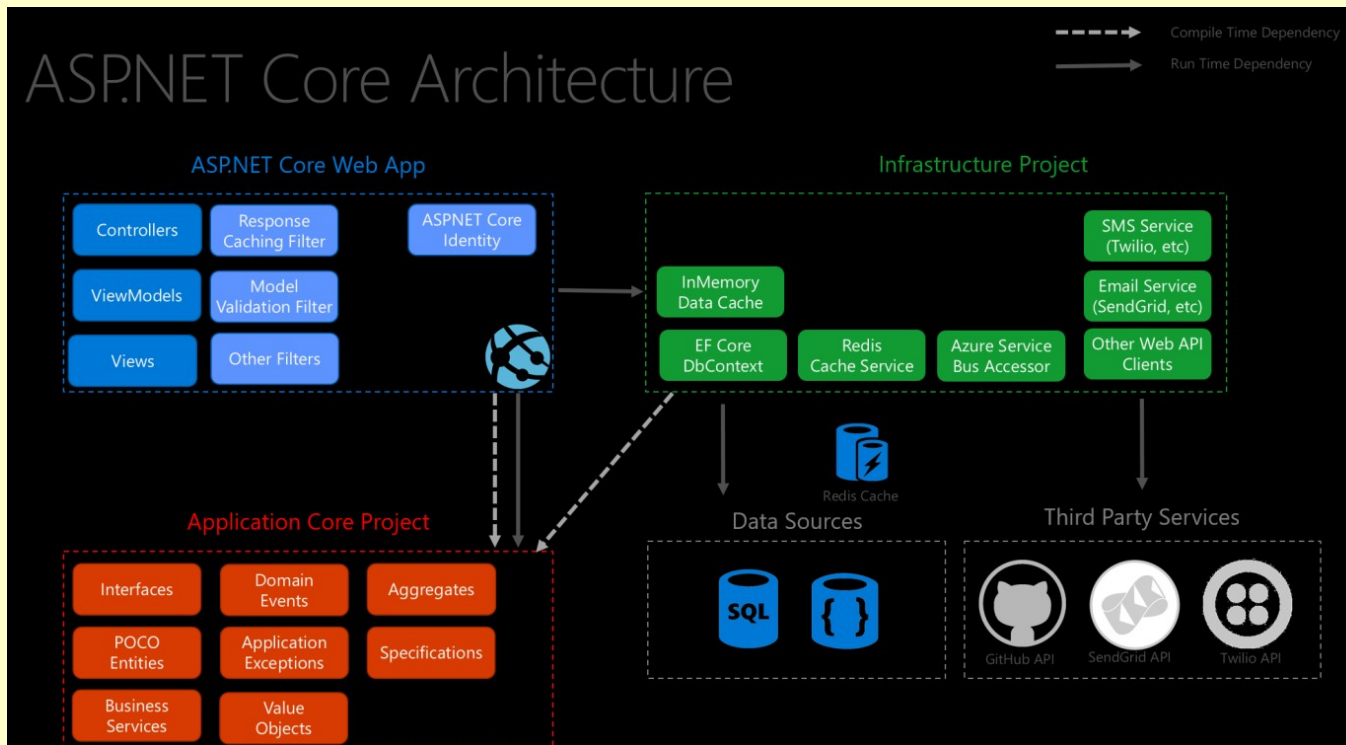 Compile Time Dependency
Run Time Dependency
ASP.NET Core Architecture
ASP.NET Core Web App
Controllers
Response
Caching Filter
ASP.NET Core
Identity
ViewModels
Model
Validation Filter
Views
Other Filters
Infrastructure Project
SMS Service
(Twilio, etc)
InMemory
Data Cache
Email Service
(SendGrid, etc)
EF Core
DbContext
Redis
Cache Service
Azure Service
Bus Accessor
Other Web API
Clients
Redis Cache
Application Core Project
Interfaces
Domain
Events
Aggregates
POCO
Entities
Application
Exceptions
Specifications
Business
Services
Value
Objects
Data Sources
SQL
{ }
Third Party Services
GitHub API
SendGrid API
Twilio API